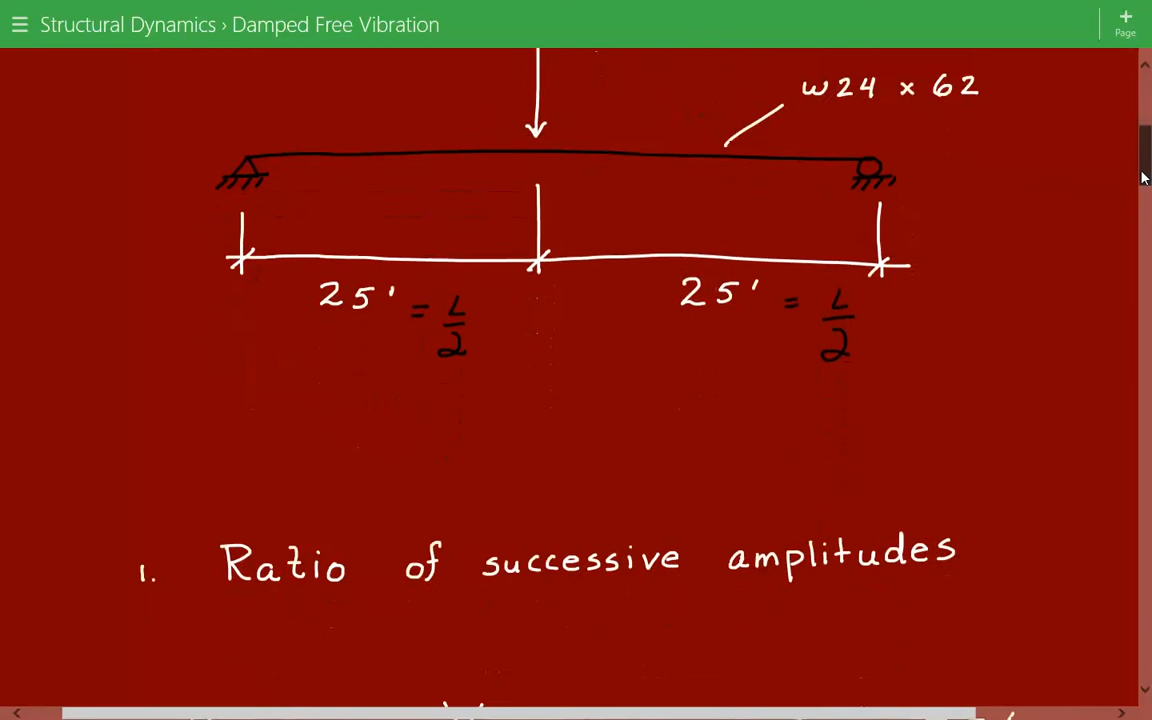 Structural Dynamics › Damped Free Vibration
Page
w24 x 62
25' = L/2
25' = L/2
1. Ratio of successive amplitudes